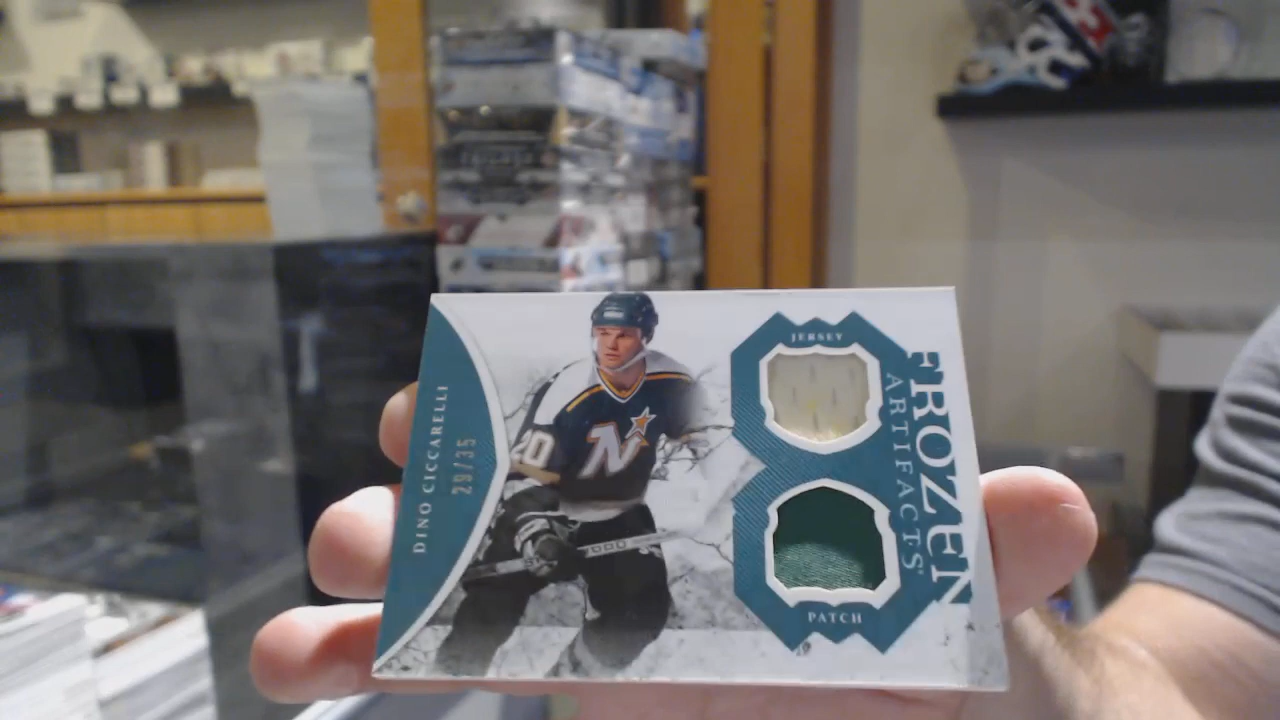 DINO CICCARELLI
29/35
20
N
JERSEY
PATCH
FROZEN
ARTIFACTS